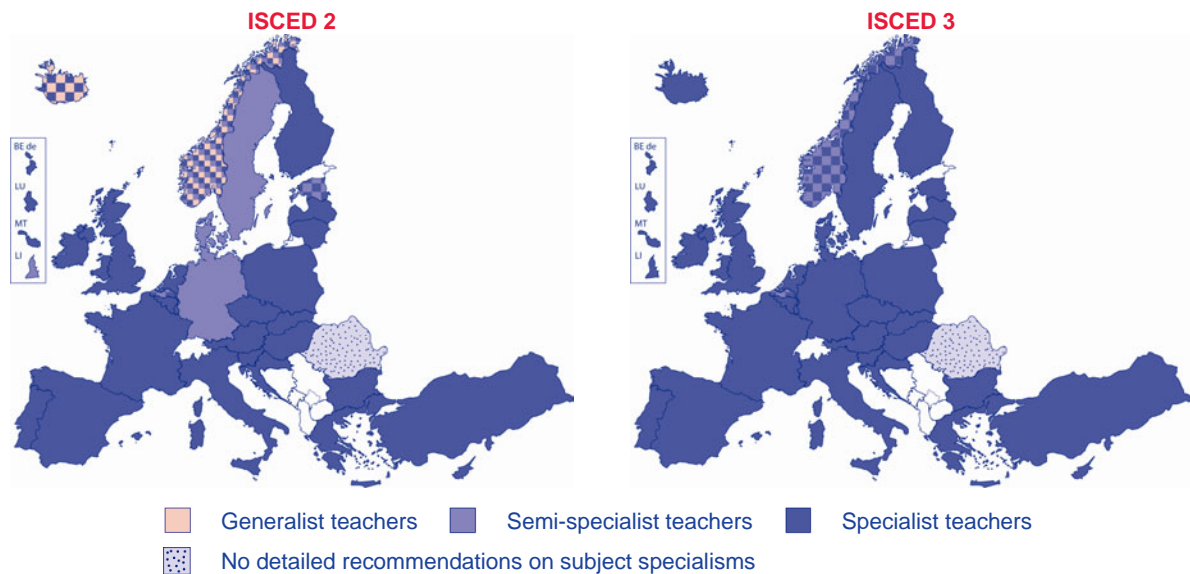 ISCED 2
ISCED 3
BE de
LU
MT
LI
BE de
LU
MT
LI
Generalist teachers
Semi-specialist teachers
Specialist teachers
No detailed recommendations on subject specialisms